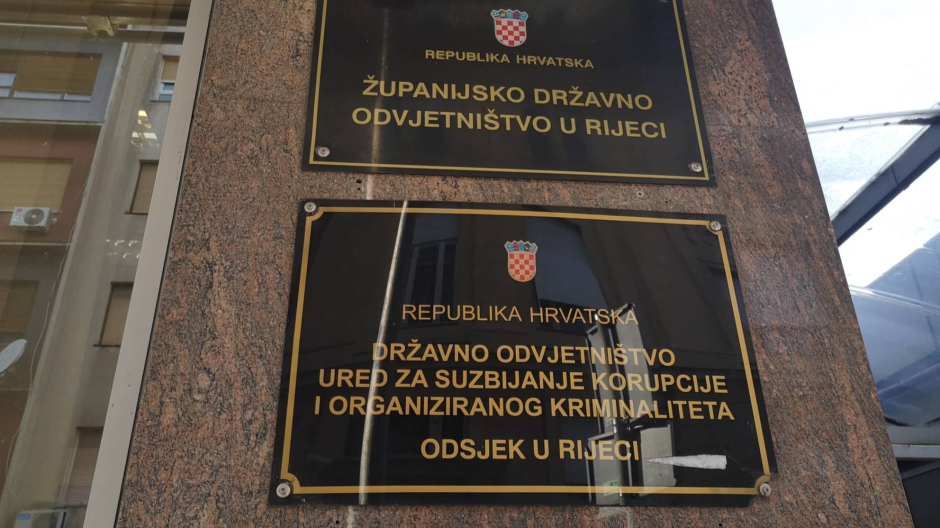 REPUBLIKA HRVATSKA
ŽUPANIJSKO DRŽAVNO
ODVJETNIŠTVO U RIJECI
REPUBLIKA HRVATSKA
DRŽAVNO ODVJETNIŠTVO
URED ZA SUZBIJANJE KORUPCIJE
I ORGANIZIRANOG KRIMINALITETA
ODSJEK U RIJECI